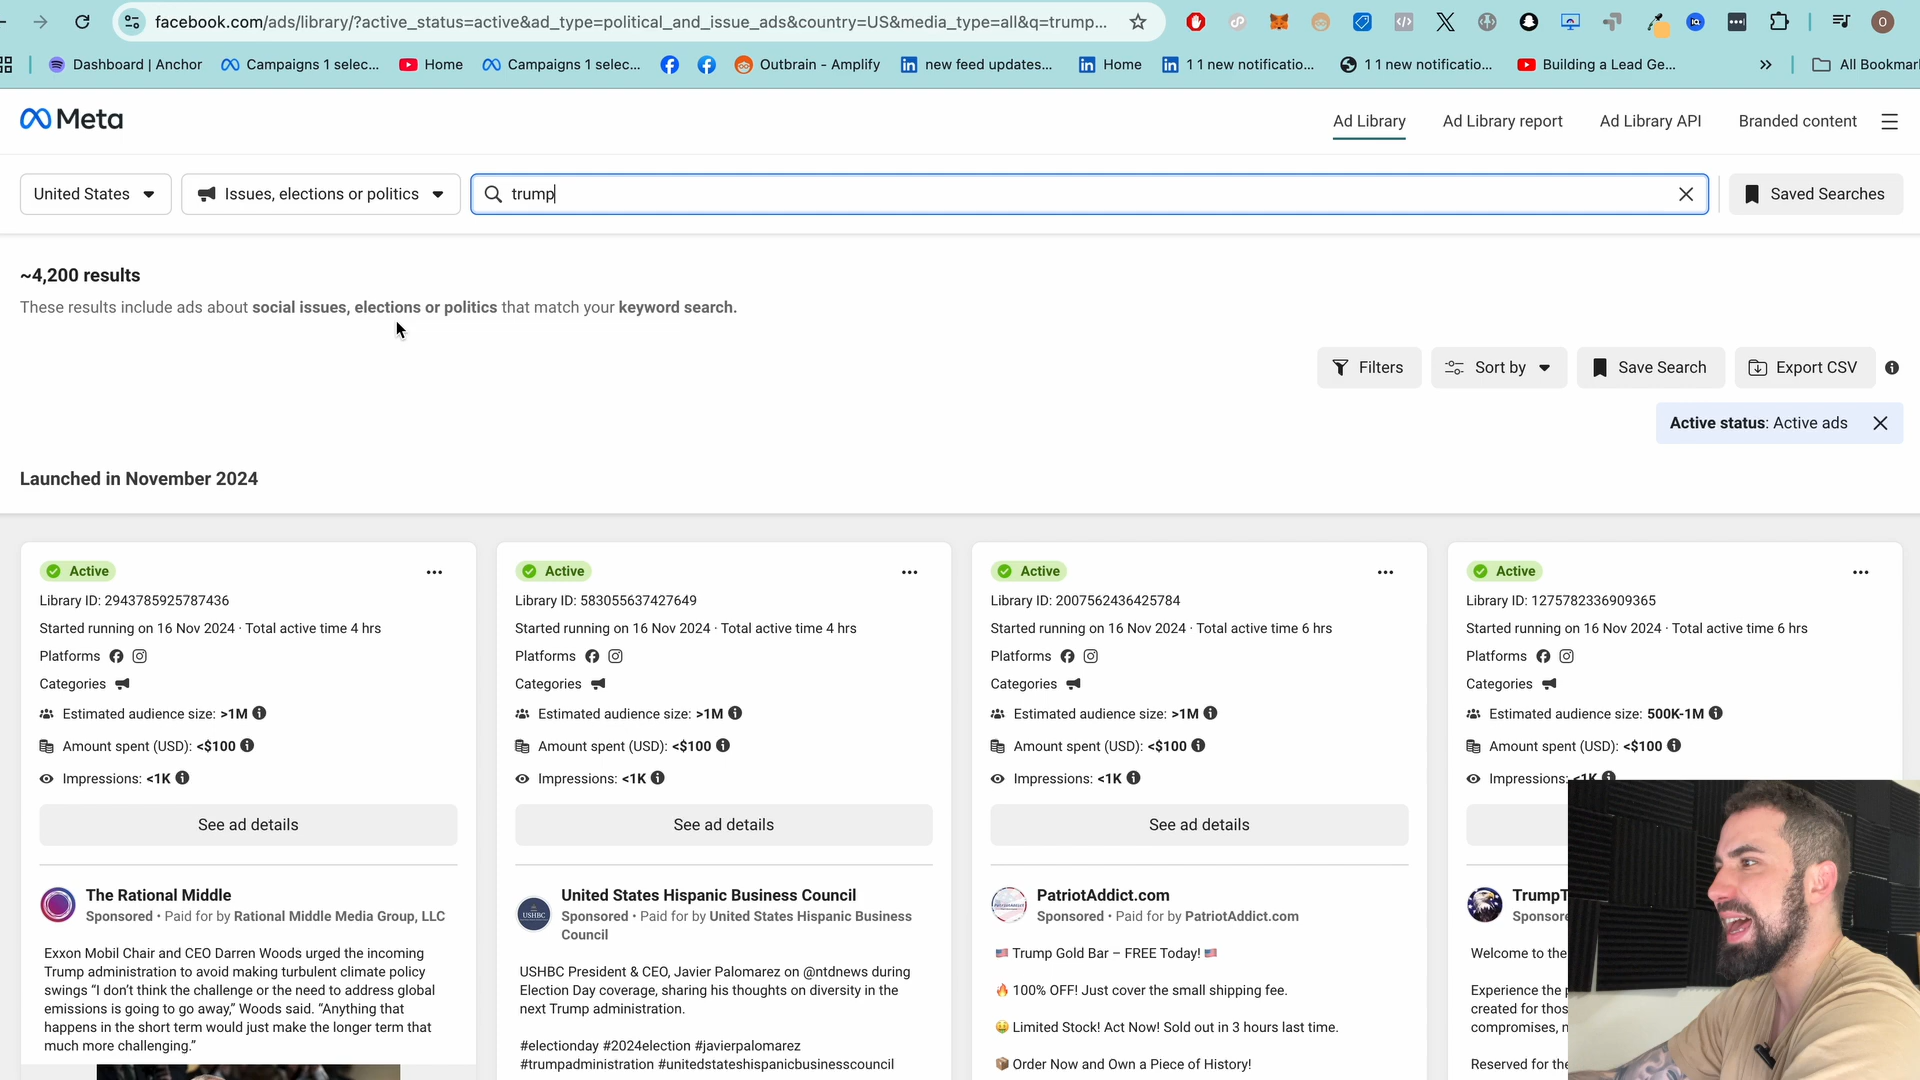 facebook.com/ads/library/?active_status=active&ad_type=political_and_issue_ads&country=US&media_type=all&q=trump...
Dashboard | Anchor
Campaigns 1 selec...
Home
Campaigns 1 selec...
Outbrain - Amplify
new feed updates...
Home
1 1 new notificatio...
1 1 new notificatio...
Building a Lead Ge...
All Bookmar
Meta
Ad Library
Ad Library report
Ad Library API
Branded content
United States
Issues, elections or politics
trump
Saved Searches
~4,200 results
These results include ads about social issues, elections or politics that match your keyword search.
Filters
Sort by
Save Search
Export CSV
Active status: Active ads
Launched in November 2024
Active
Library ID: 2943785925787436
Started running on 16 Nov 2024 · Total active time 4 hrs
Platforms
Categories
Estimated audience size: >1M
Amount spent (USD): <$100
Impressions: <1K
See ad details
The Rational Middle
Sponsored • Paid for by Rational Middle Media Group, LLC
Exxon Mobil Chair and CEO Darren Woods urged the incoming
Trump administration to avoid making turbulent climate policy
swings “I don’t think the challenge or the need to address global
emissions is going to go away,” Woods said. “Anything that
happens in the short term would just make the longer term that
much more challenging.”
Active
Library ID: 583055637427649
Started running on 16 Nov 2024 · Total active time 4 hrs
Platforms
Categories
Estimated audience size: >1M
Amount spent (USD): <$100
Impressions: <1K
See ad details
USHBC
United States Hispanic Business Council
Sponsored • Paid for by United States Hispanic Business
Council
USHBC President & CEO, Javier Palomarez on @ntdnews during
Election Day coverage, sharing his thoughts on diversity in the
next Trump administration.
#electionday #2024election #javierpalomarez
#trumpadministration #unitedstateshispanicbusinesscouncil
Active
Library ID: 2007562436425784
Started running on 16 Nov 2024 · Total active time 6 hrs
Platforms
Categories
Estimated audience size: >1M
Amount spent (USD): <$100
Impressions: <1K
See ad details
PatriotAddict.com
Sponsored • Paid for by PatriotAddict.com
🇺🇸 Trump Gold Bar – FREE Today! 🇺🇸
🔥 100% OFF! Just cover the small shipping fee.
🤑 Limited Stock! Act Now! Sold out in 3 hours last time.
📦 Order Now and Own a Piece of History!
Active
Library ID: 1275782336909365
Started running on 16 Nov 2024 · Total active time 6 hrs
Platforms
Categories
Estimated audience size: 500K-1M
Amount spent (USD): <$100
Impressions: <1K
TrumpT
Sponsore
Welcome to the
Experience the
created for thos
compromises,
Reserved for the